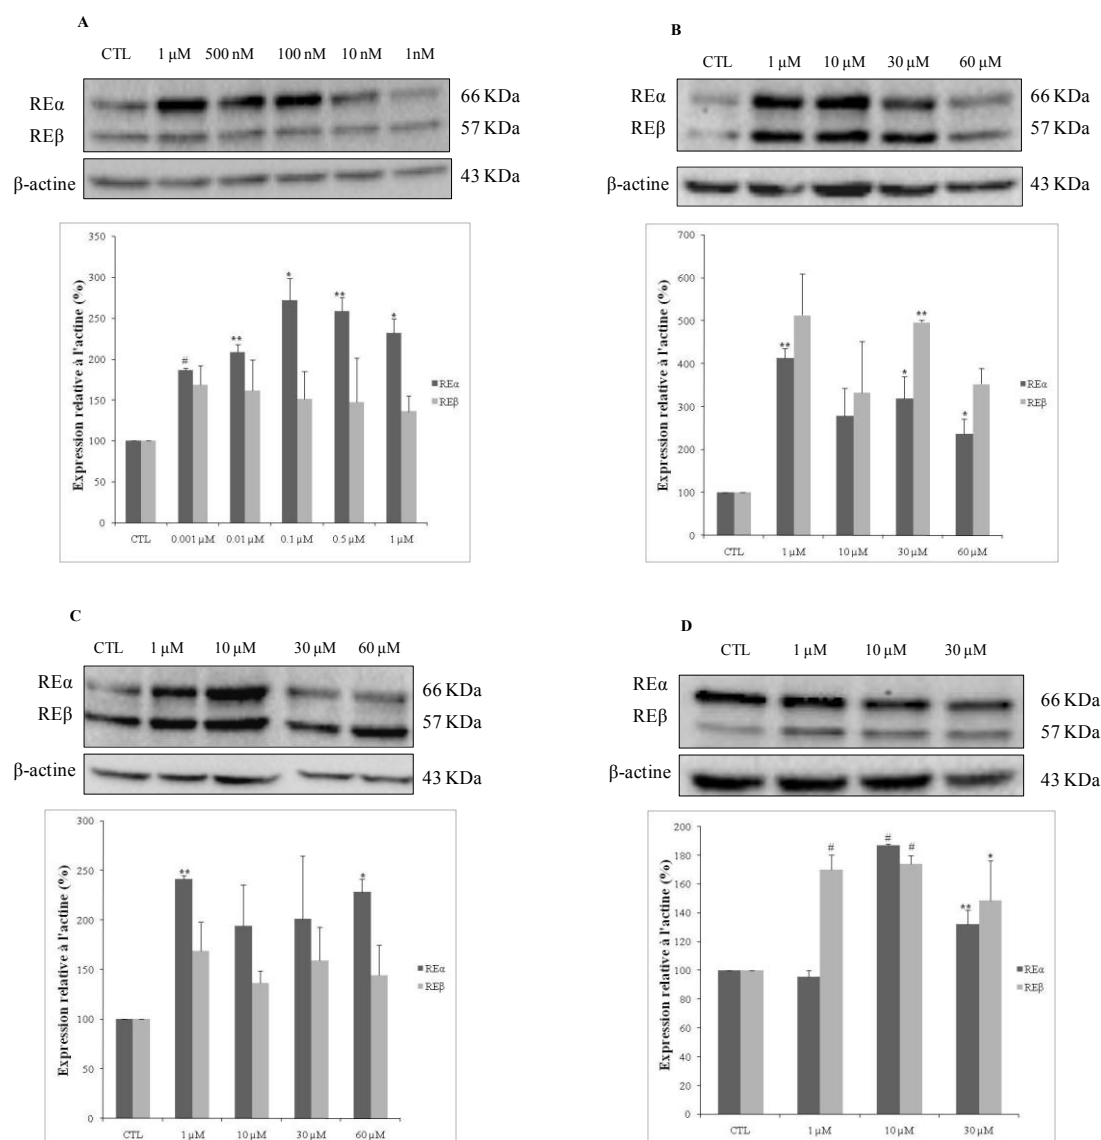 A
CTL 1 µM 500 nM 100 nM 10 nM 1nM
REα 66 KDa
REβ 57 KDa
β-actine 43 KDa
Expression relative à l'actine (%)
350
300
250
200
150
100
50
0
# ** * ** *
CTL 0.001 µM 0.01 µM 0.1 µM 0.5 µM 1 µM
REα
REβ
B
CTL 1 µM 10 µM 30 µM 60 µM
REα 66 KDa
REβ 57 KDa
β-actine 43 KDa
Expression relative à l'actine (%)
700
600
500
400
300
200
100
0
** * ** *
CTL 1 µM 10 µM 30 µM 60 µM
REα
REβ
C
CTL 1 µM 10 µM 30 µM 60 µM
REα 66 KDa
REβ 57 KDa
β-actine 43 KDa
Expression relative à l'actine (%)
300
250
200
150
100
50
0
** *
CTL 1 µM 10 µM 30 µM 60 µM
REα
REβ
D
CTL 1 µM 10 µM 30 µM
REα 66 KDa
REβ 57 KDa
β-actine 43 KDa
Expression relative à l'actine (%)
200
180
160
140
120
100
80
60
40
20
0
# # # ** *
CTL 1 µM 10 µM 30 µM
REα
REβ